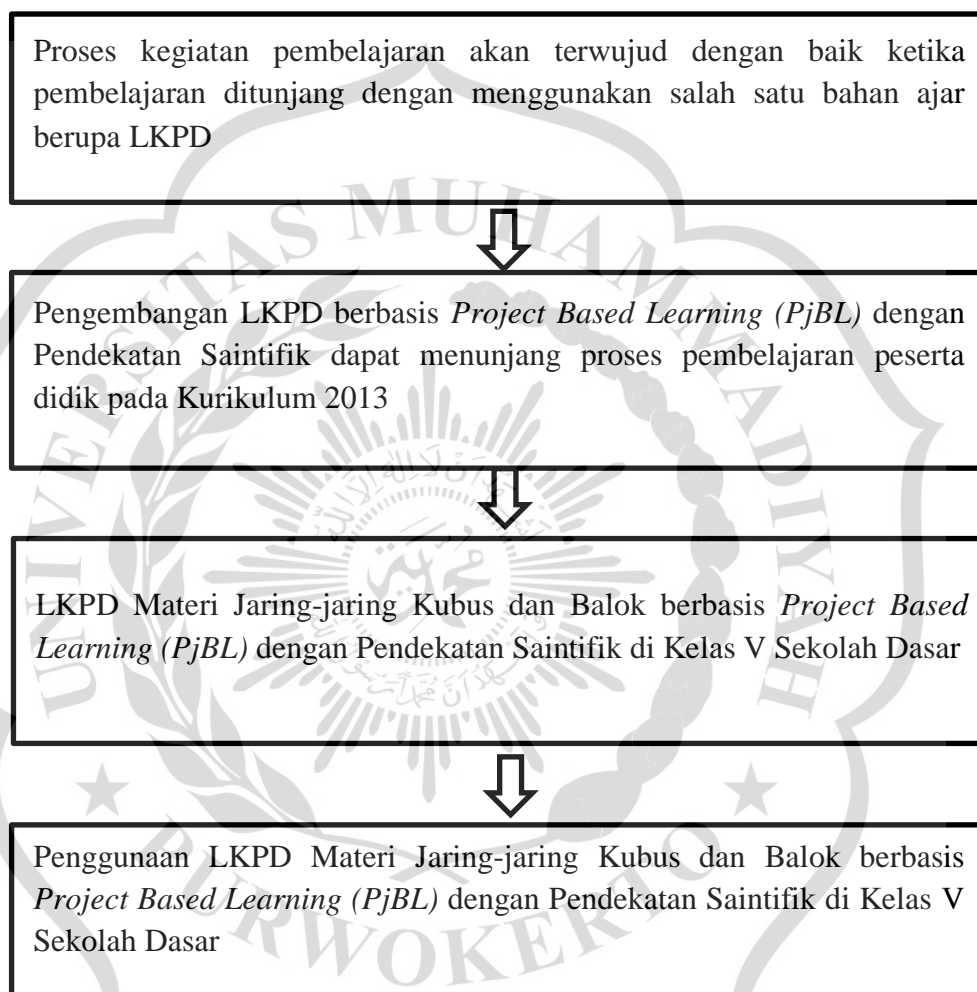 Proses kegiatan pembelajaran akan terwujud dengan baik ketika
pembelajaran ditunjang dengan menggunakan salah satu bahan ajar
berupa LKPD
Pengembangan LKPD berbasis Project Based Learning (PjBL) dengan
Pendekatan Saintifik dapat menunjang proses pembelajaran peserta
didik pada Kurikulum 2013
LKPD Materi Jaring-jaring Kubus dan Balok berbasis Project Based
Learning (PjBL) dengan Pendekatan Saintifik di Kelas V Sekolah Dasar
Penggunaan LKPD Materi Jaring-jaring Kubus dan Balok berbasis
Project Based Learning (PjBL) dengan Pendekatan Saintifik di Kelas V
Sekolah Dasar
UNIVERSITAS MUHAMMADIYAH
PURWOKERTO